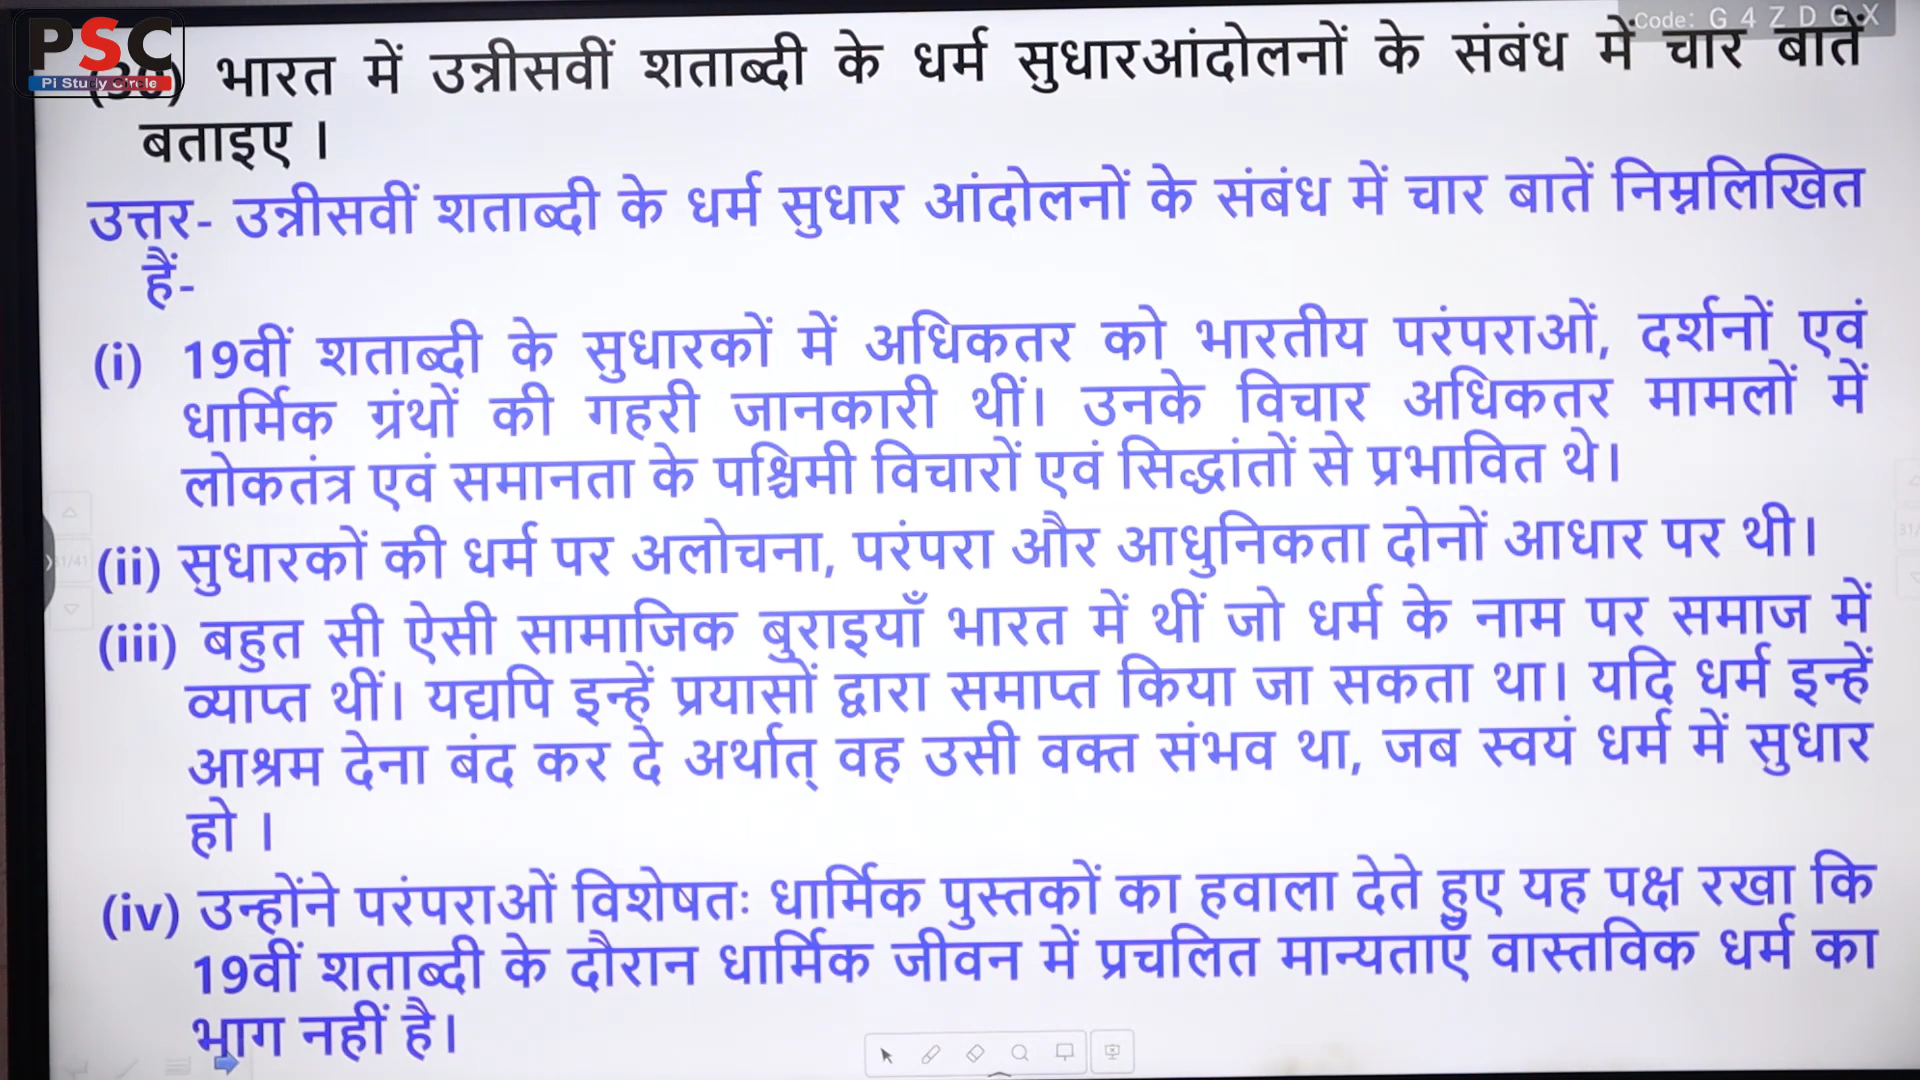 PSC
Pi Study Circle
Code: G 4 Z D G X
(30) भारत में उन्नीसवीं शताब्दी के धर्म सुधारआंदोलनों के संबंध में चार बातें
बताइए ।
उत्तर- उन्नीसवीं शताब्दी के धर्म सुधार आंदोलनों के संबंध में चार बातें निम्नलिखित
हैं-
(i) 19वीं शताब्दी के सुधारकों में अधिकतर को भारतीय परंपराओं, दर्शनों एवं
धार्मिक ग्रंथों की गहरी जानकारी थीं। उनके विचार अधिकतर मामलों में
लोकतंत्र एवं समानता के पश्चिमी विचारों एवं सिद्धांतों से प्रभावित थे।
(ii) सुधारकों की धर्म पर अलोचना, परंपरा और आधुनिकता दोनों आधार पर थी।
31/41
(iii) बहुत सी ऐसी सामाजिक बुराइयाँ भारत में थीं जो धर्म के नाम पर समाज में
व्याप्त थीं। यद्यपि इन्हें प्रयासों द्वारा समाप्त किया जा सकता था। यदि धर्म इन्हें
आश्रम देना बंद कर दे अर्थात् वह उसी वक्त संभव था, जब स्वयं धर्म में सुधार
हो ।
(iv) उन्होंने परंपराओं विशेषतः धार्मिक पुस्तकों का हवाला देते हुए यह पक्ष रखा कि
19वीं शताब्दी के दौरान धार्मिक जीवन में प्रचलित मान्यताएँ वास्तविक धर्म का
भाग नहीं है।